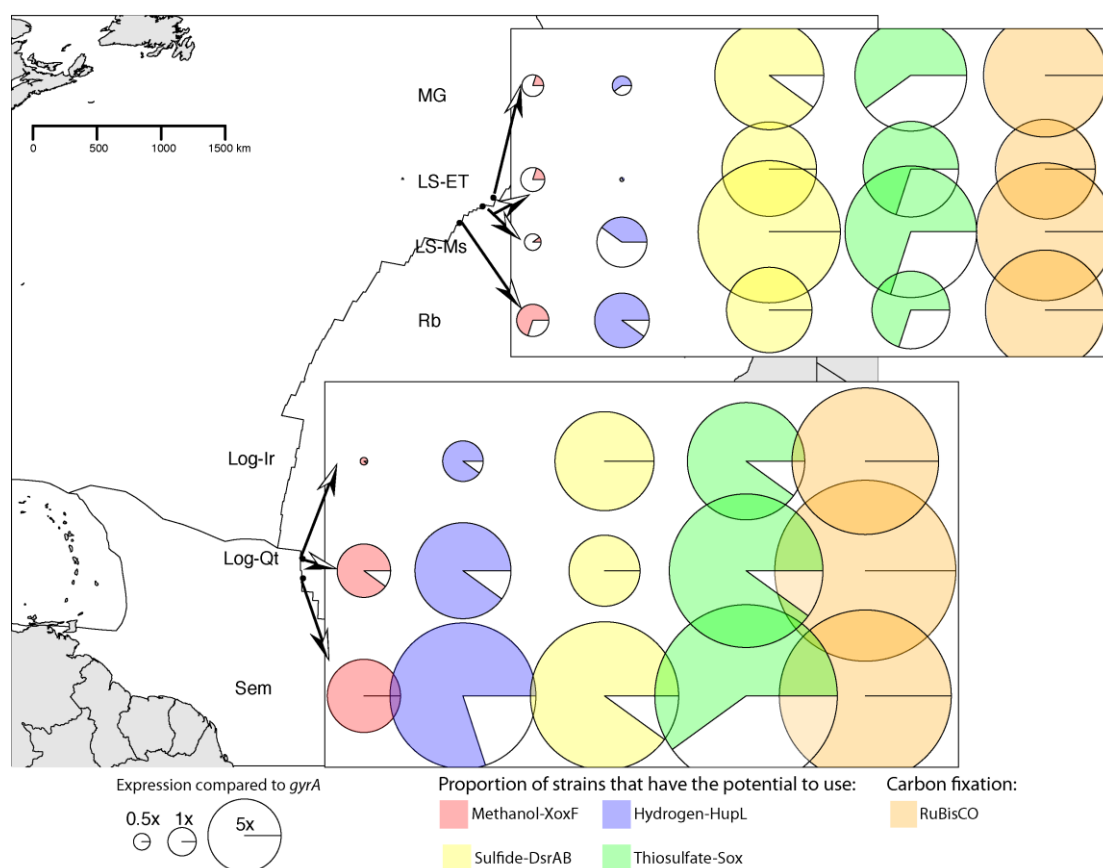 MG
0 500 1000 1500 km
LS-ET
LS-Ms
Rb
Log-Ir
Log-Qt
Sem
Expression compared to gyrA
0.5x 1x 5x
Proportion of strains that have the potential to use:
Methanol-XoxF Hydrogen-HupL
Sulfide-DsrAB Thiosulfate-Sox
Carbon fixation:
RuBisCO